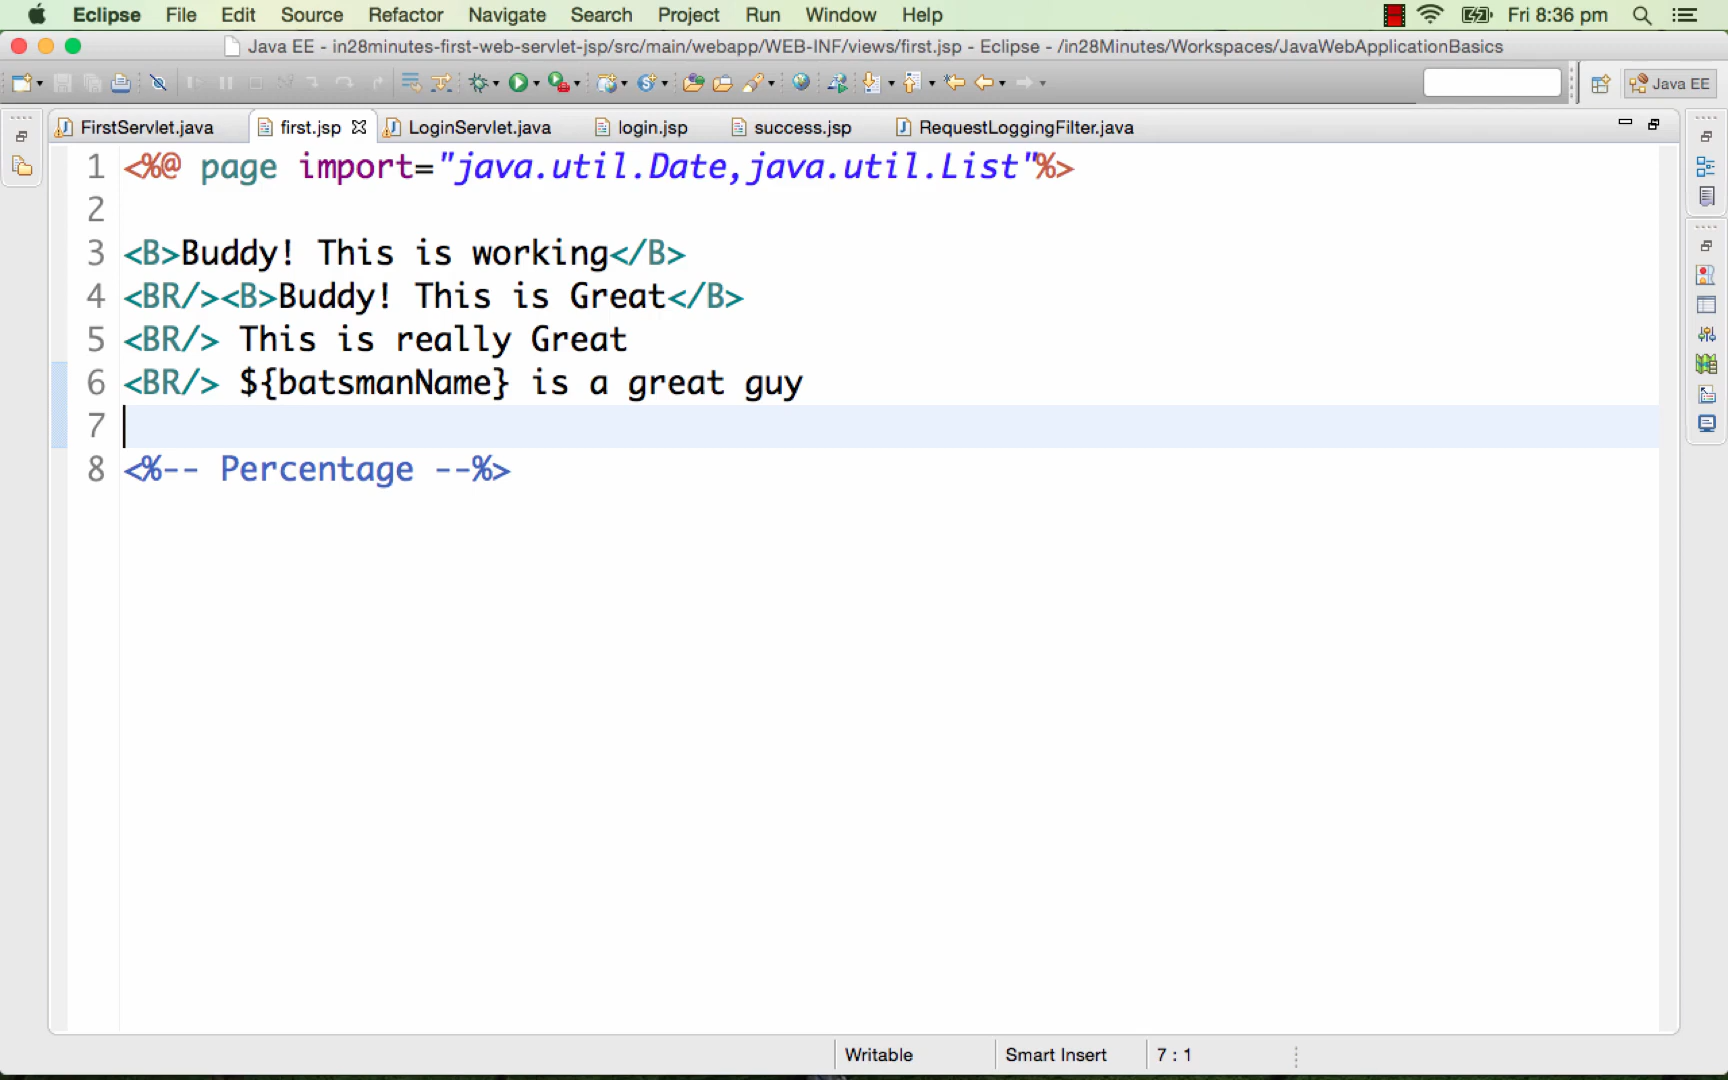 Eclipse File Edit Source Refactor Navigate Search Project Run Window Help Fri 8:36 pm
Java EE - in28minutes-first-web-servlet-jsp/src/main/webapp/WEB-INF/views/first.jsp - Eclipse - /in28Minutes/Workspaces/JavaWebApplicationBasics
Java EE
FirstServlet.java first.jsp LoginServlet.java login.jsp success.jsp RequestLoggingFilter.java
1 <%@ page import="java.util.Date,java.util.List"%>
2
3 <B>Buddy! This is working</B>
4 <BR/><B>Buddy! This is Great</B>
5 <BR/> This is really Great
6 <BR/> ${batsmanName} is a great guy
7
8 <%-- Percentage --%>
Writable Smart Insert 7 : 1